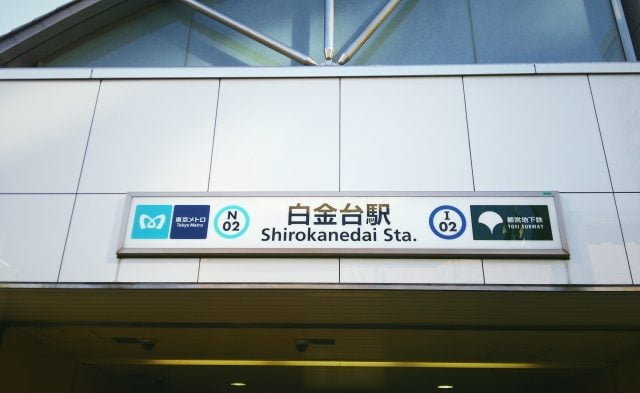 東京メトロ
Tokyo Metro
N
02
白金台駅
Shirokanedai Sta.
I
02
都営地下鉄
TOEI SUBWAY